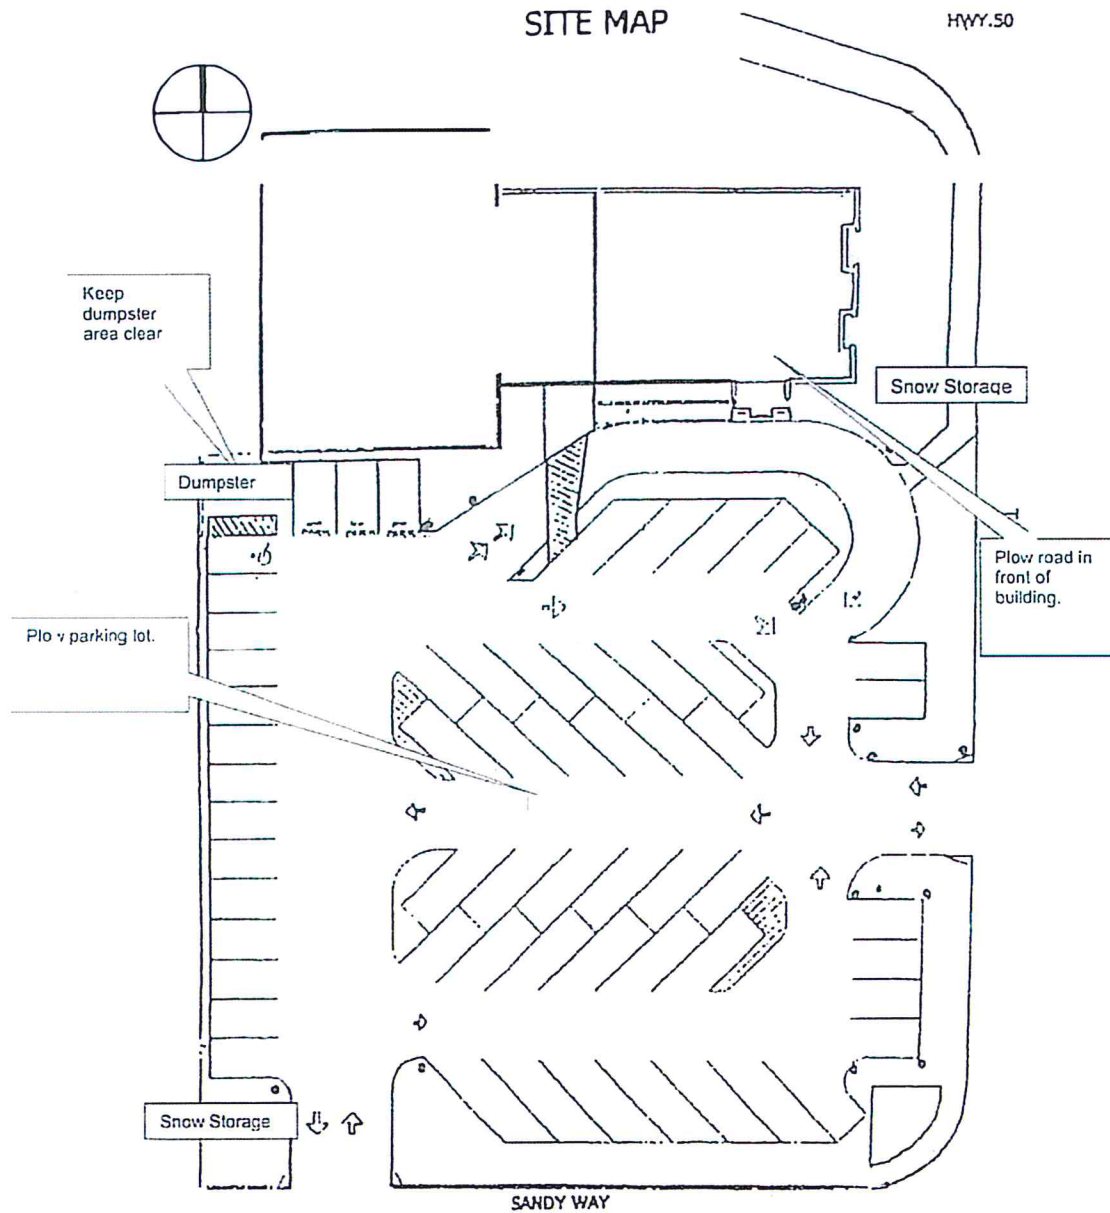 SITE MAP
HWY.50
Keep
dumpster
area clear
Snow Storage
Dumpster
Plow road in
front of
building.
Plow parking lot.
Snow Storage
SANDY WAY